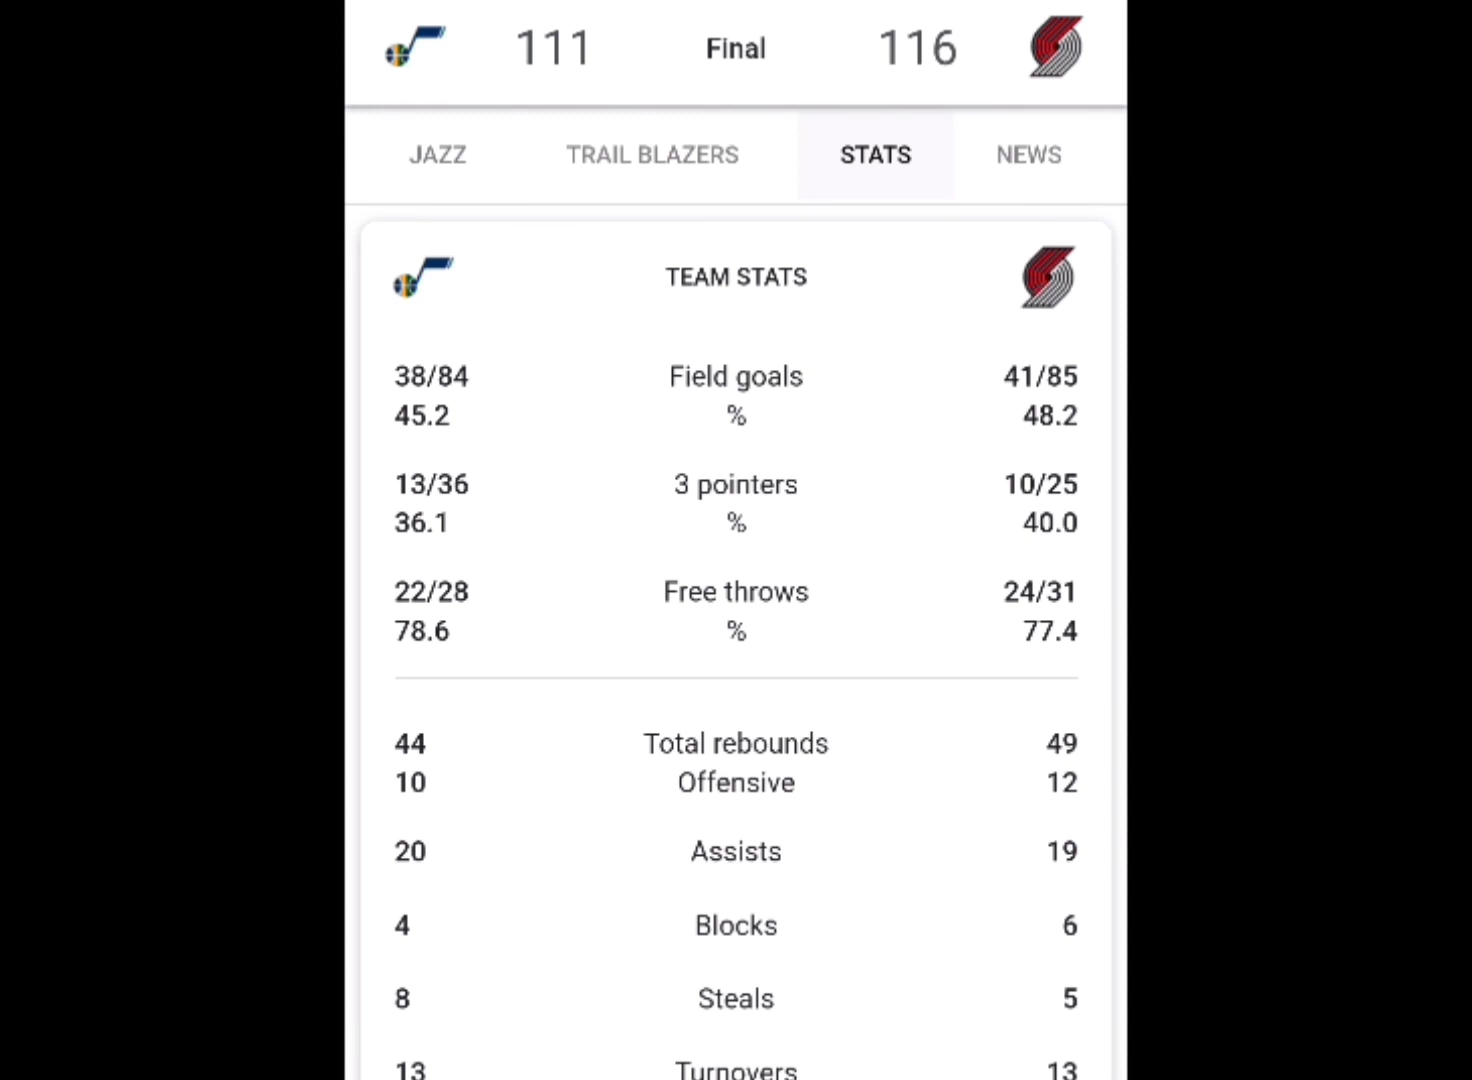 111 Final 116
JAZZ TRAIL BLAZERS STATS NEWS
TEAM STATS
38/84 Field goals 41/85
45.2 % 48.2
13/36 3 pointers 10/25
36.1 % 40.0
22/28 Free throws 24/31
78.6 % 77.4
44 Total rebounds 49
10 Offensive 12
20 Assists 19
4 Blocks 6
8 Steals 5
13 Turnovers 13